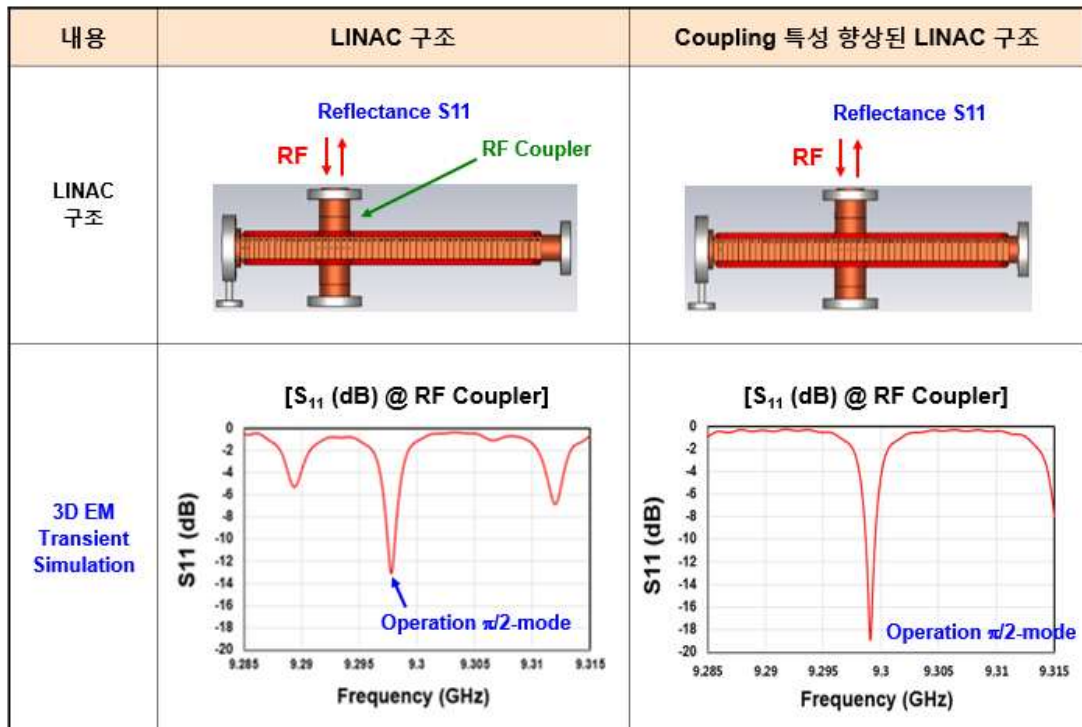 내용
LINAC 구조
Coupling 특성 향상된 LINAC 구조
LINAC
구조
Reflectance S11
RF
RF Coupler
Reflectance S11
RF
3D EM
Transient
Simulation
[S₁₁ (dB) @ RF Coupler]
S11 (dB)
0
-2
-4
-6
-8
-10
-12
-14
-16
-18
-20
Operation π/2-mode
9.285
9.29
9.295
9.3
9.305
9.31
9.315
Frequency (GHz)
[S₁₁ (dB) @ RF Coupler]
S11 (dB)
0
-2
-4
-6
-8
-10
-12
-14
-16
-18
-20
Operation π/2-mode
9.285
9.29
9.295
9.3
9.305
9.31
9.315
Frequency (GHz)